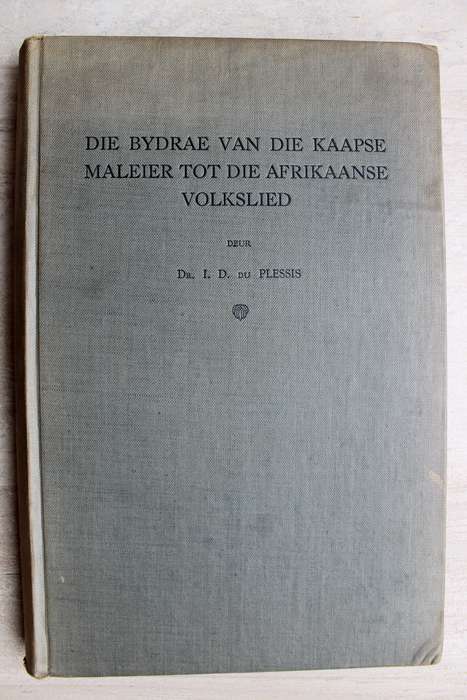 DIE BYDRAE VAN DIE KAAPSE
MALEIER TOT DIE AFRIKAANSE
VOLKSLIED
DEUR
DR. I. D. DU PLESSIS